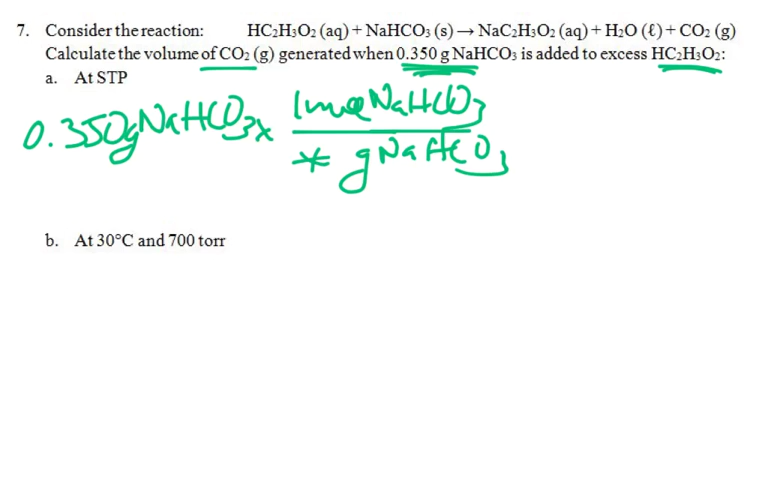 7. Consider the reaction: HC₂H₃O₂ (aq) + NaHCO₃ (s) → NaC₂H₃O₂ (aq) + H₂O (ℓ) + CO₂ (g)
Calculate the volume of CO₂ (g) generated when 0.350 g NaHCO₃ is added to excess HC₂H₃O₂:
a. At STP
0.350g NaHCO₃ x 1 mol NaHCO₃
* g NaHCO₃
b. At 30°C and 700 torr